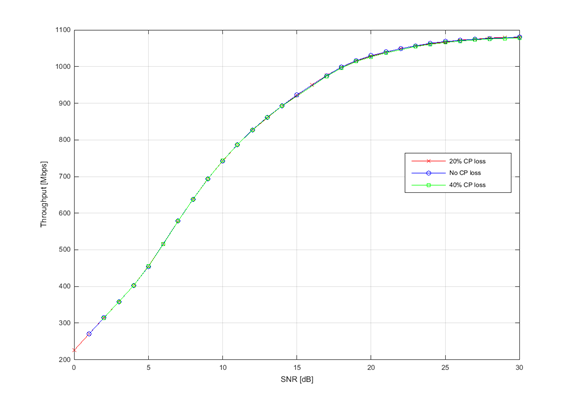 1100
1000
900
800
700
600
500
400
300
200
Throughput [Mbps]
20% CP loss
No CP loss
40% CP loss
0 5 10 15 20 25 30
SNR [dB]